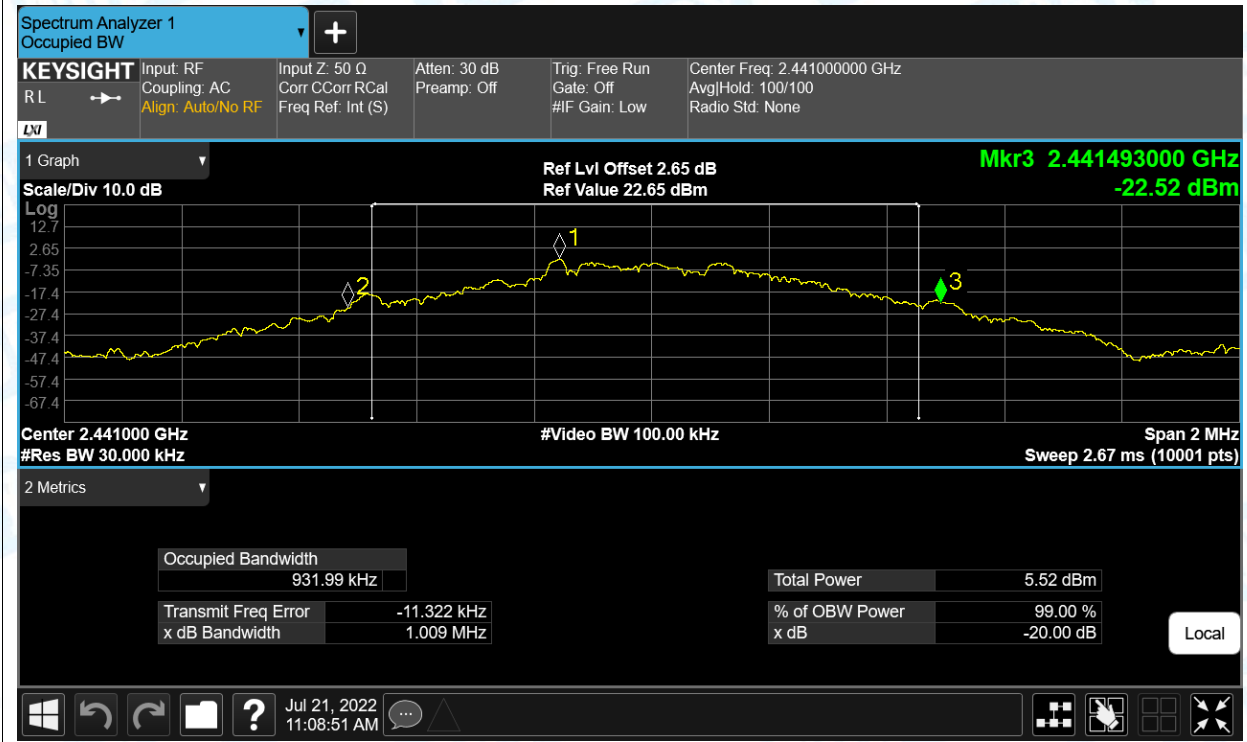 Spectrum Analyzer 1
Occupied BW
+
KEYSIGHT
R L
LXI
Input: RF
Coupling: AC
Align: Auto/No RF
Input Z: 50 Ω
Corr CCorr RCal
Freq Ref: Int (S)
Atten: 30 dB
Preamp: Off
Trig: Free Run
Gate: Off
#IF Gain: Low
Center Freq: 2.441000000 GHz
Avg|Hold: 100/100
Radio Std: None
1 Graph
Scale/Div 10.0 dB
Ref Lvl Offset 2.65 dB
Ref Value 22.65 dBm
Mkr3 2.441493000 GHz
-22.52 dBm
Log
12.7
2.65
-7.35
-17.4
-27.4
-37.4
-47.4
-57.4
-67.4
1
2
3
Center 2.441000 GHz
#Res BW 30.000 kHz
#Video BW 100.00 kHz
Span 2 MHz
Sweep 2.67 ms (10001 pts)
2 Metrics
Occupied Bandwidth
931.99 kHz
Transmit Freq Error -11.322 kHz
x dB Bandwidth 1.009 MHz
Total Power 5.52 dBm
% of OBW Power 99.00 %
x dB -20.00 dB
Local
?
Jul 21, 2022
11:08:51 AM